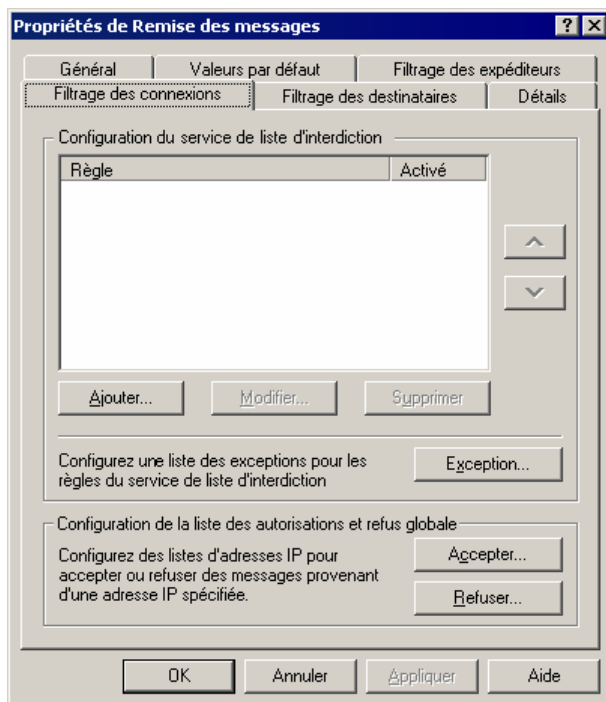 Propriétés de Remise des messages
Général Valeurs par défaut Filtrage des expéditeurs
Filtrage des connexions Filtrage des destinataires Détails
Configuration du service de liste d'interdiction
Règle Activé
Ajouter... Modifier... Supprimer
Configurez une liste des exceptions pour les
règles du service de liste d'interdiction
Exception...
Configuration de la liste des autorisations et refus globale
Configurez des listes d'adresses IP pour
accepter ou refuser des messages provenant
d'une adresse IP spécifiée.
Accepter...
Refuser...
OK Annuler Appliquer Aide